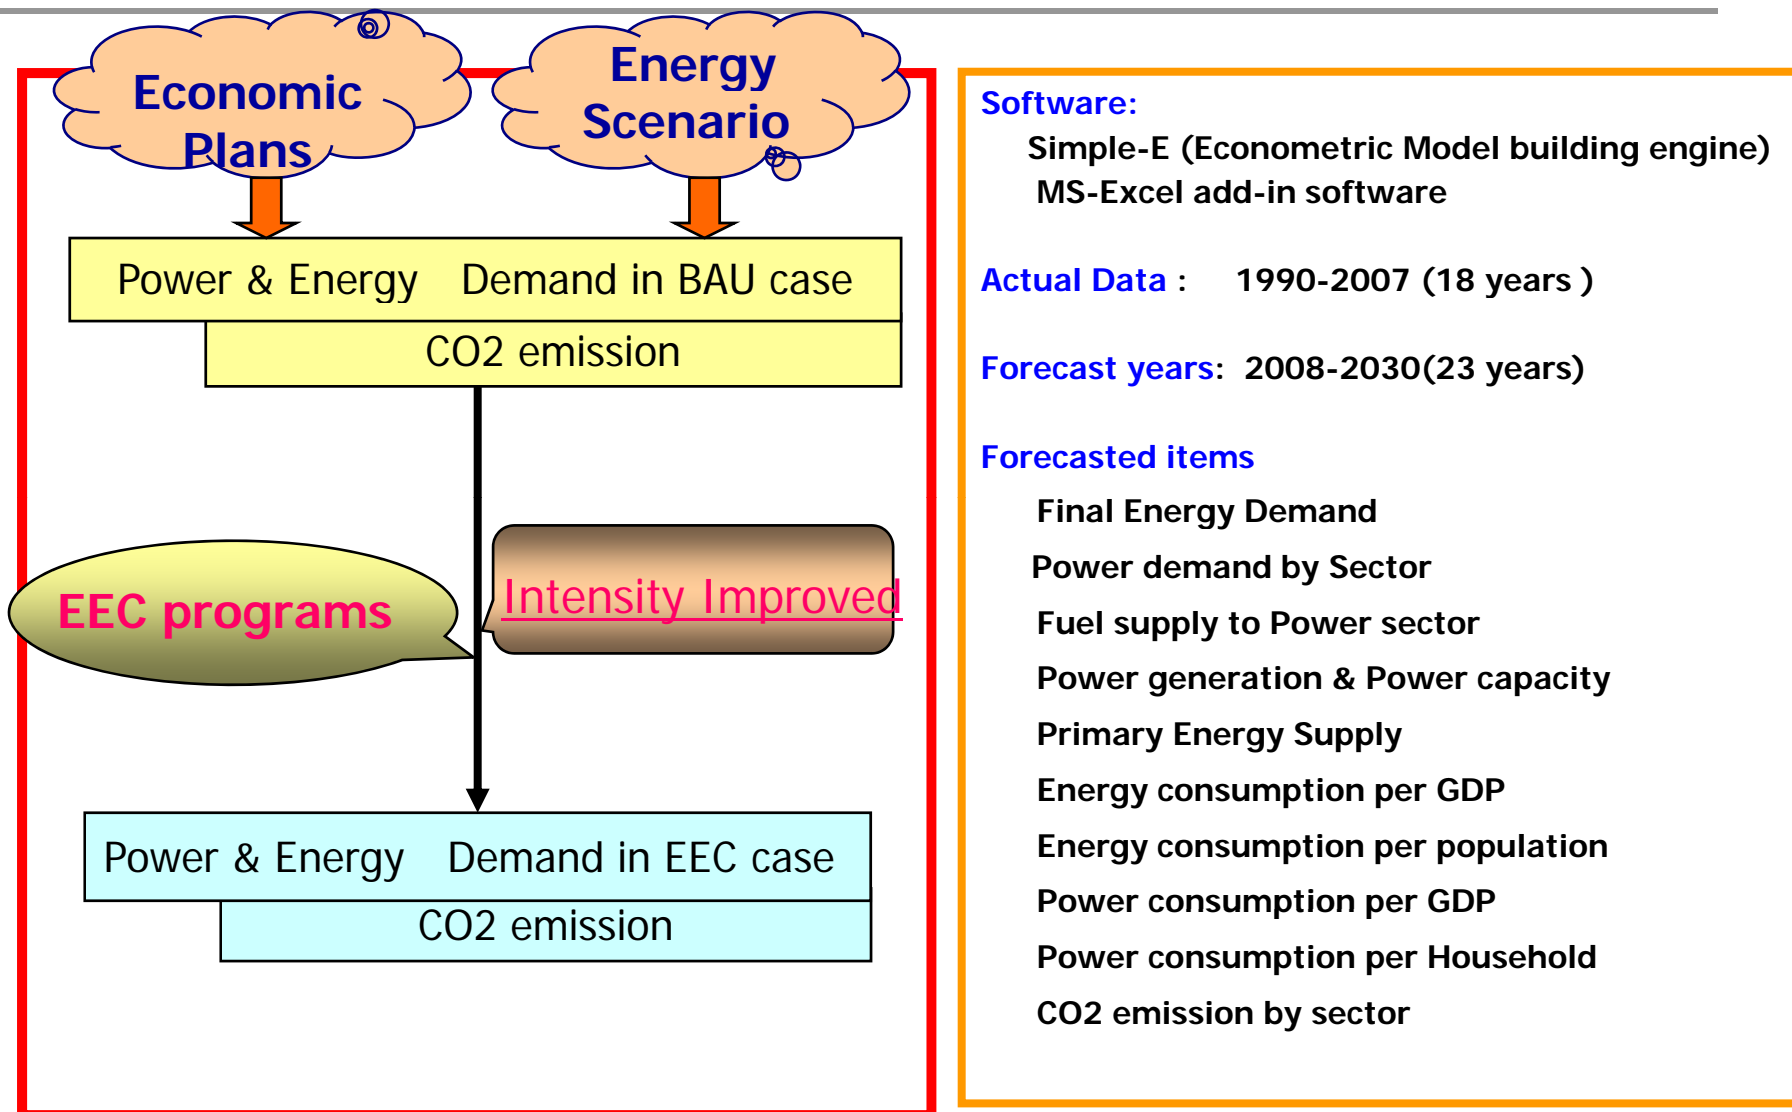 Economic
Plans
Energy
Scenario
Power & Energy Demand in BAU case
CO2 emission
EEC programs
Intensity Improved
Power & Energy Demand in EEC case
CO2 emission
Software:
Simple-E (Econometric Model building engine)
MS-Excel add-in software
Actual Data : 1990-2007 (18 years )
Forecast years: 2008-2030(23 years)
Forecasted items
Final Energy Demand
Power demand by Sector
Fuel supply to Power sector
Power generation & Power capacity
Primary Energy Supply
Energy consumption per GDP
Energy consumption per population
Power consumption per GDP
Power consumption per Household
CO2 emission by sector